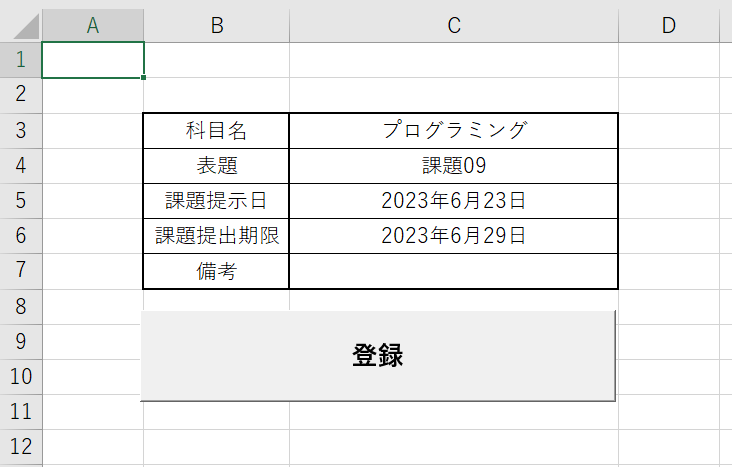 A B C D
1
2
3 科目名 プログラミング
4 表題 課題09
5 課題提示日 2023年6月23日
6 課題提出期限 2023年6月29日
7 備考
8
9
登録
10
11
12